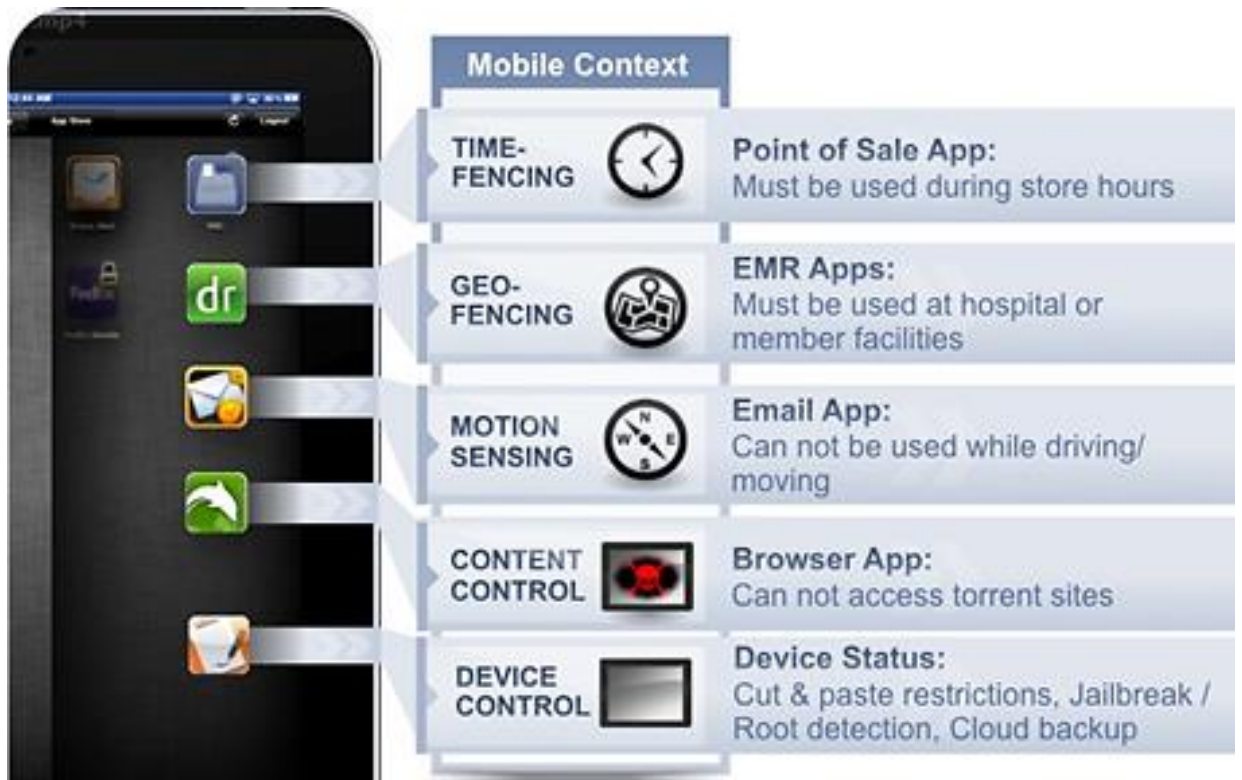 .mp4
App Store
Logout
Mobile Context
TIME-
FENCING
Point of Sale App:
Must be used during store hours
dr
GEO-
FENCING
EMR Apps:
Must be used at hospital or
member facilities
MOTION
SENSING
N
W
E
S
Email App:
Can not be used while driving/
moving
CONTENT
CONTROL
Browser App:
Can not access torrent sites
DEVICE
CONTROL
Device Status:
Cut & paste restrictions, Jailbreak /
Root detection, Cloud backup